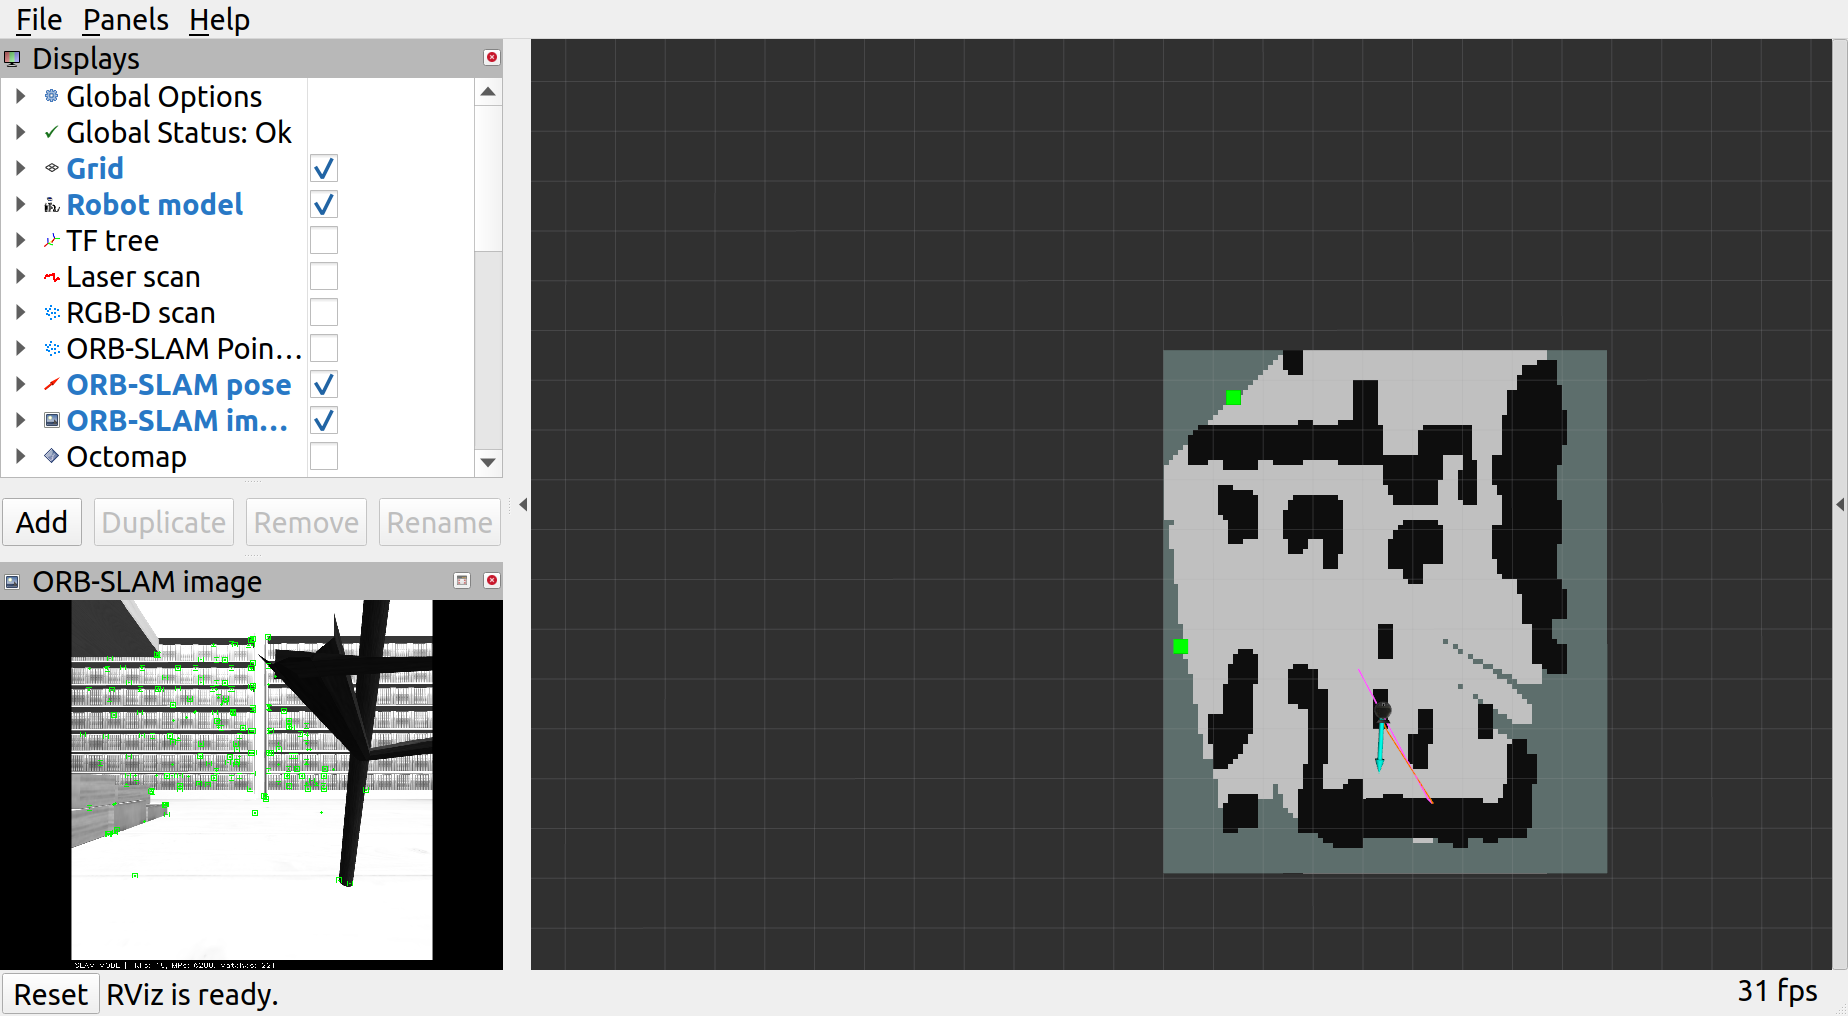 File Panels Help
Displays
Global Options
Global Status: Ok
Grid
Robot model
TF tree
Laser scan
RGB-D scan
ORB-SLAM Poin...
ORB-SLAM pose
ORB-SLAM im...
Octomap
Add Duplicate Remove Rename
ORB-SLAM image
SLAM MODE |
Reset RViz is ready.
31 fps